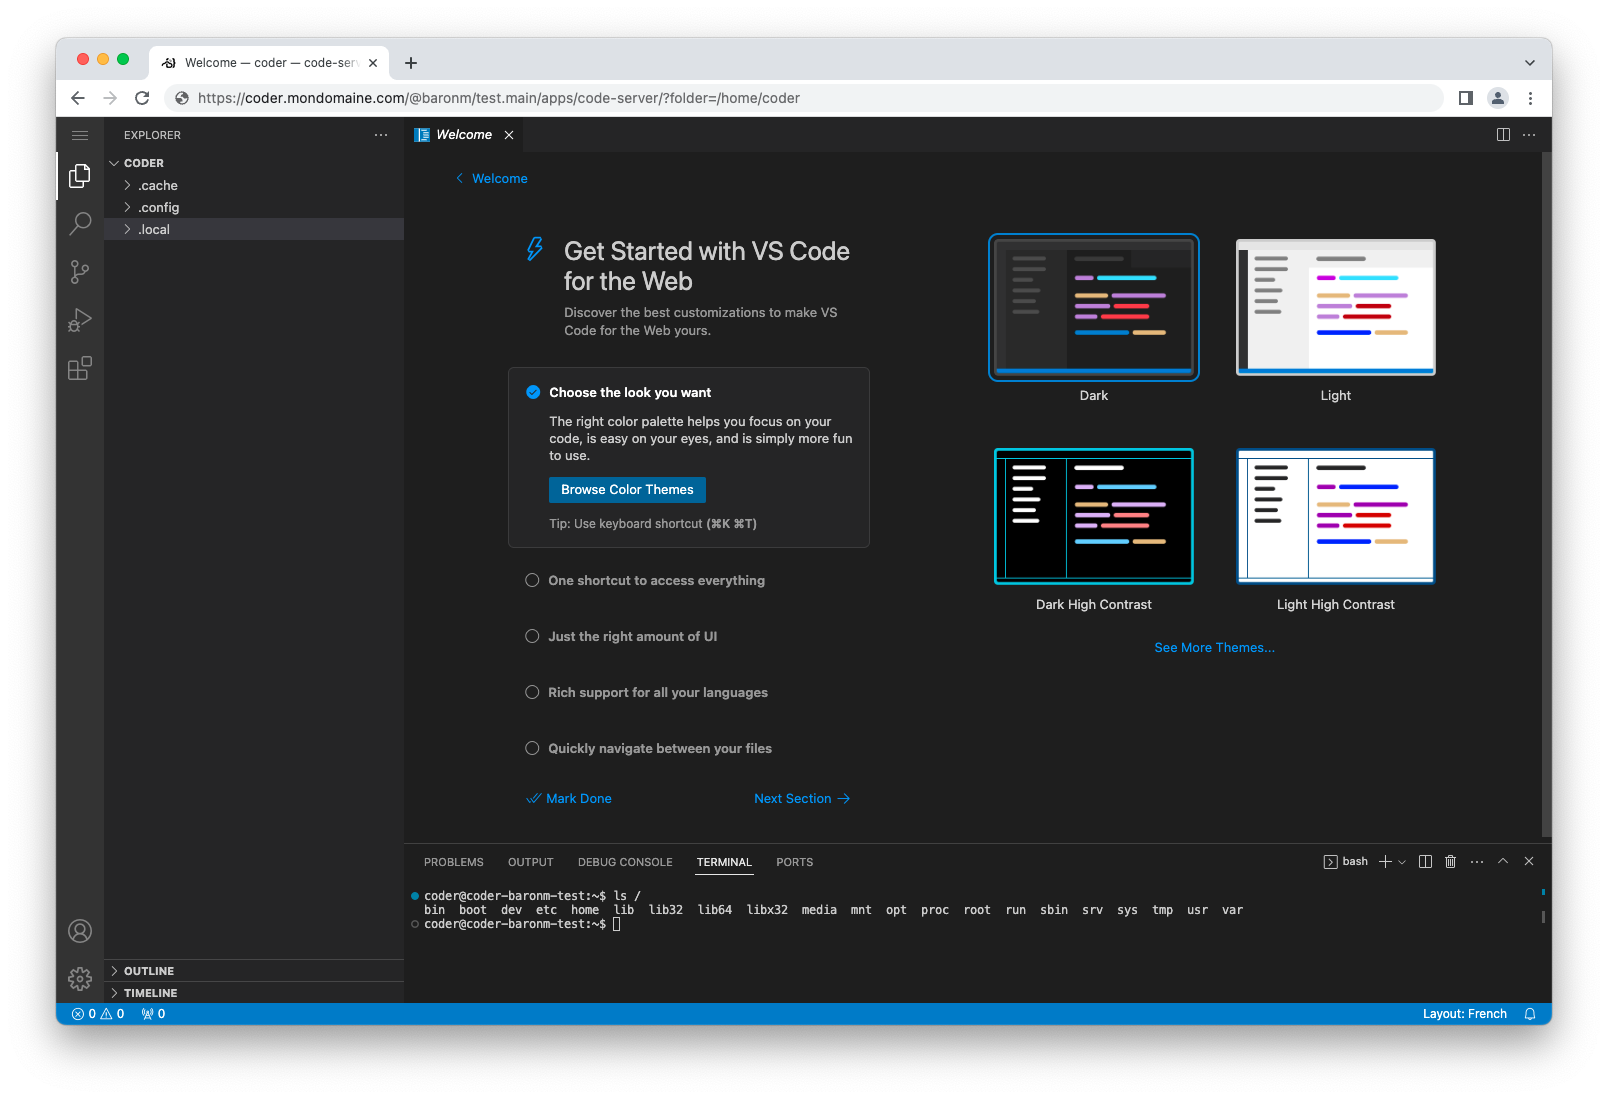 Welcome — coder — code-ser
https://coder.mondomaine.com/@baronm/test.main/apps/code-server/?folder=/home/coder
EXPLORER
CODER
.cache
.config
.local
OUTLINE
TIMELINE
Welcome
Welcome
Get Started with VS Code
for the Web
Discover the best customizations to make VS
Code for the Web yours.
Choose the look you want
The right color palette helps you focus on your
code, is easy on your eyes, and is simply more fun
to use.
Browse Color Themes
Tip: Use keyboard shortcut (⌘K ⌘T)
One shortcut to access everything
Just the right amount of UI
Rich support for all your languages
Quickly navigate between your files
Mark Done
Next Section
Dark
Light
Dark High Contrast
Light High Contrast
See More Themes...
PROBLEMS OUTPUT DEBUG CONSOLE TERMINAL PORTS
bash
coder@coder-baronm-test:~$ ls /
bin boot dev etc home lib lib32 lib64 libx32 media mnt opt proc root run sbin srv sys tmp usr var
coder@coder-baronm-test:~$
0 0 0
Layout: French